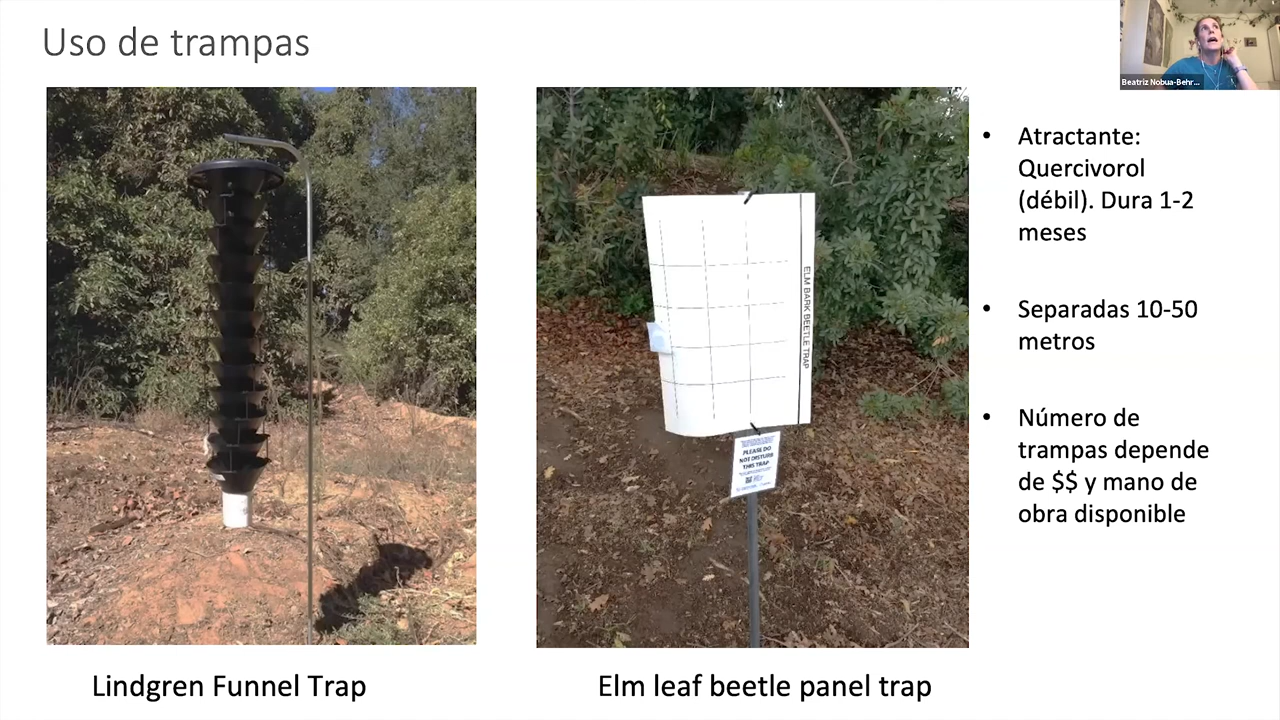 Uso de trampas
Beatriz Nobua-Behr...
• Atractante:
Quercivorol
(débil). Dura 1-2
meses
• Separadas 10-50
metros
• Número de
trampas depende
de $$ y mano de
obra disponible
ELM BARK BEETLE TRAP
PLEASE DO
NOT DISTURB
THIS TRAP
Lindgren Funnel Trap
Elm leaf beetle panel trap